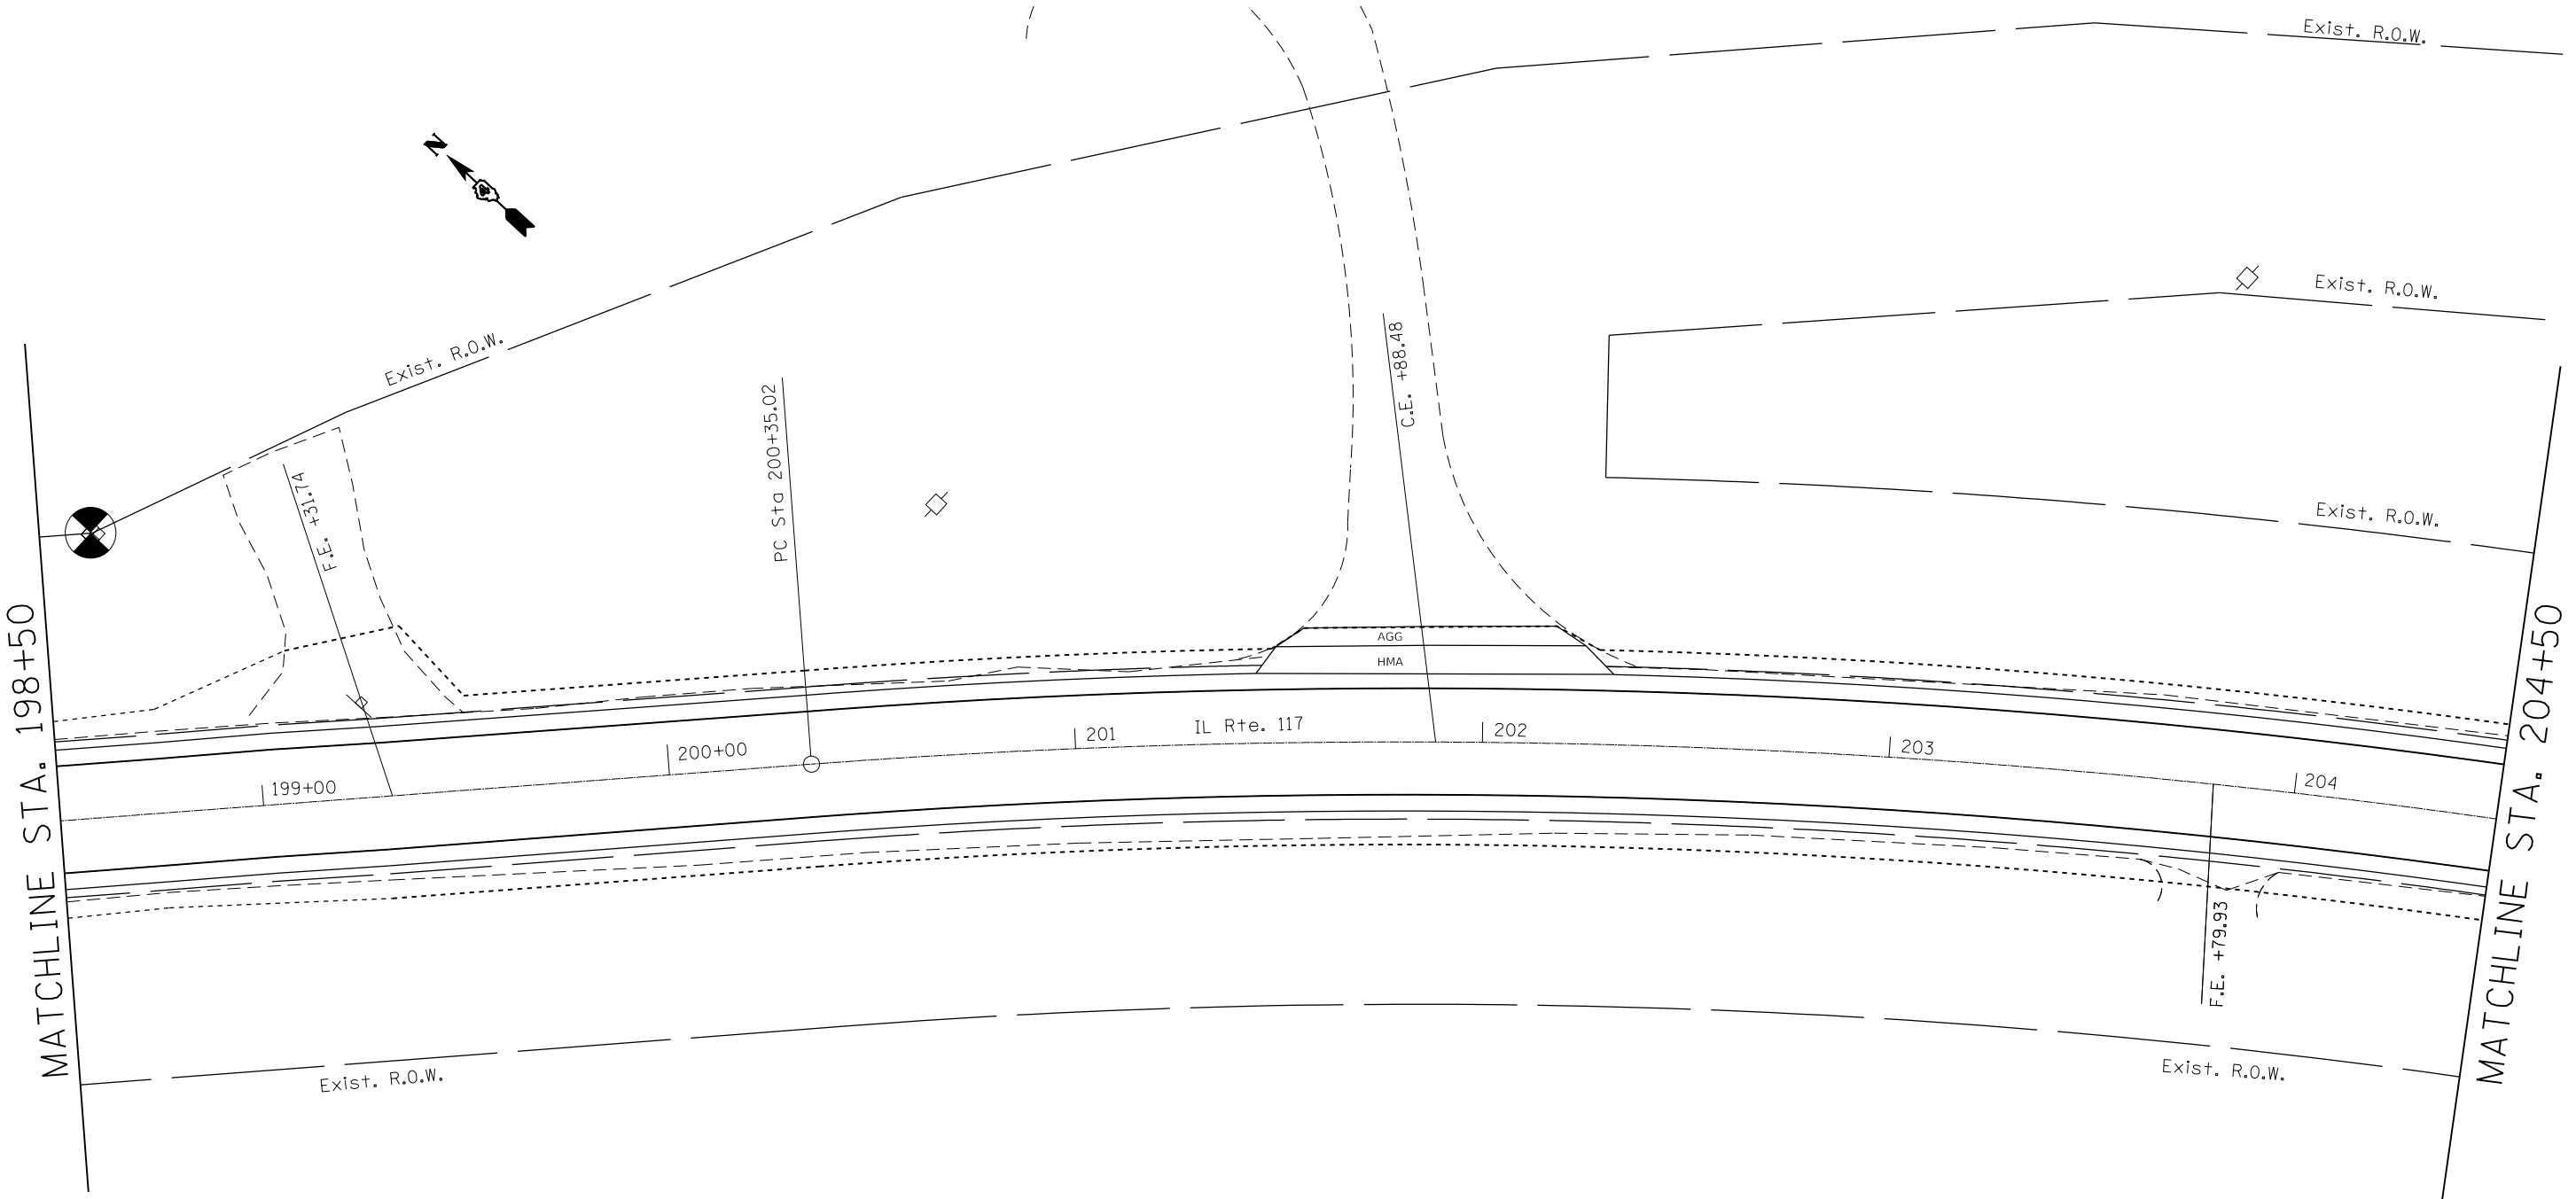 Exist. R.O.W.
N
Exist. R.O.W.
Exist. R.O.W.
C.E. +88.48
PC Sta 200+35.02
F.E. +31.74
Exist. R.O.W.
MATCHLINE STA. 198+50
MATCHLINE STA. 204+50
AGG
HMA
199+00
200+00
201
IL Rte. 117
202
203
204
F.E. +79.93
Exist. R.O.W.
Exist. R.O.W.